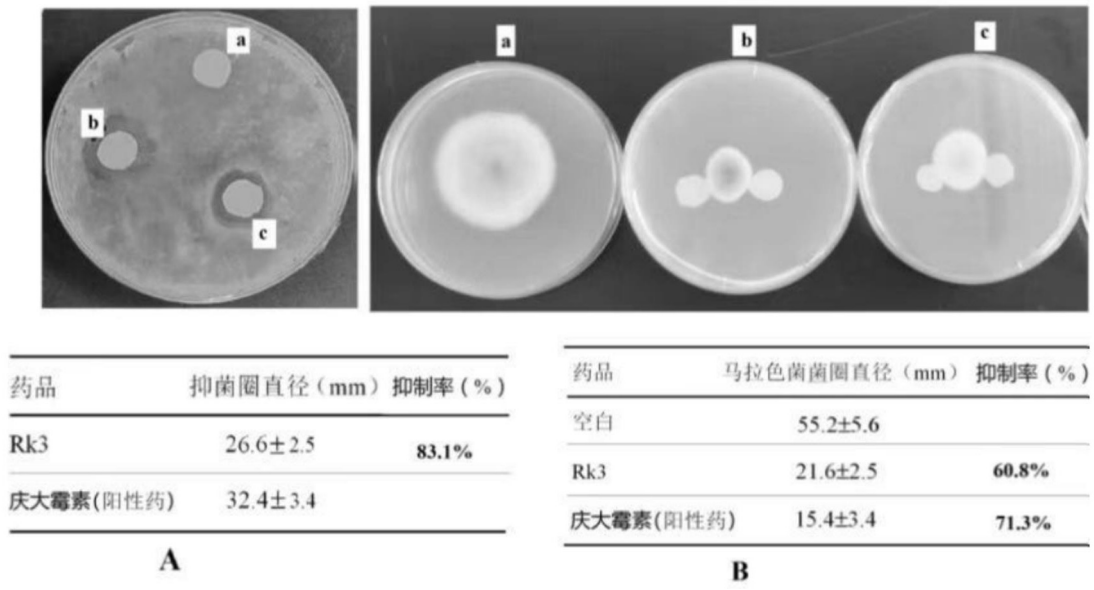 a
b
c
a
b
c
药品 抑菌圈直径（mm） 抑制率（%）
Rk3 26.6±2.5 83.1%
庆大霉素(阳性药) 32.4±3.4
A
药品 马拉色菌菌圈直径（mm） 抑制率（%）
空白 55.2±5.6
Rk3 21.6±2.5 60.8%
庆大霉素(阳性药) 15.4±3.4 71.3%
B